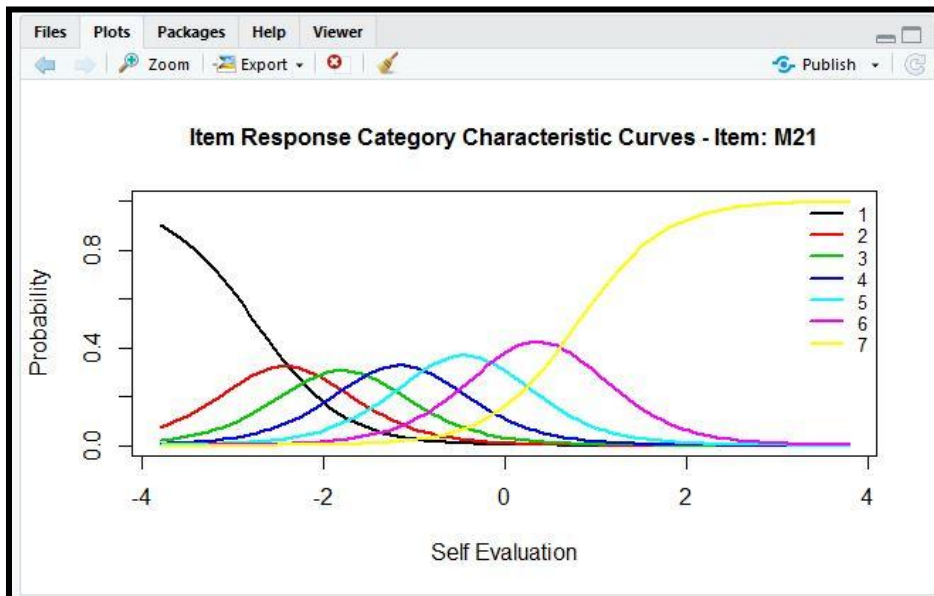 Files Plots Packages Help Viewer
Zoom Export Publish
Item Response Category Characteristic Curves - Item: M21
Probability
0.8
0.4
0.0
1
2
3
4
5
6
7
-4 -2 0 2 4
Self Evaluation